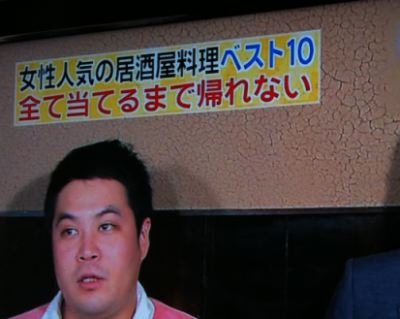 女性人気の居酒屋料理ベスト10
全て当てるまで帰れない